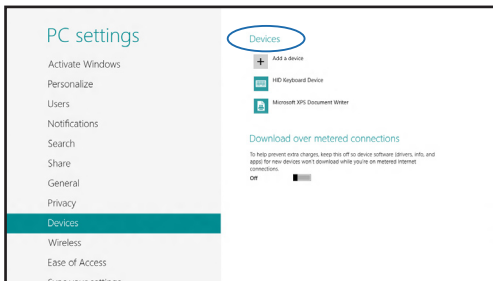 PC settings
Activate Windows
Personalize
Users
Notifications
Search
Share
General
Privacy
Devices
Wireless
Ease of Access
Sync your settings
Devices
Add a device
HID Keyboard Device
Microsoft XPS Document Writer
Download over metered connections
To help prevent extra charges, keep this off so device software (drivers, info, and
apps) for new devices won't download while you're on metered Internet
connections.
Off